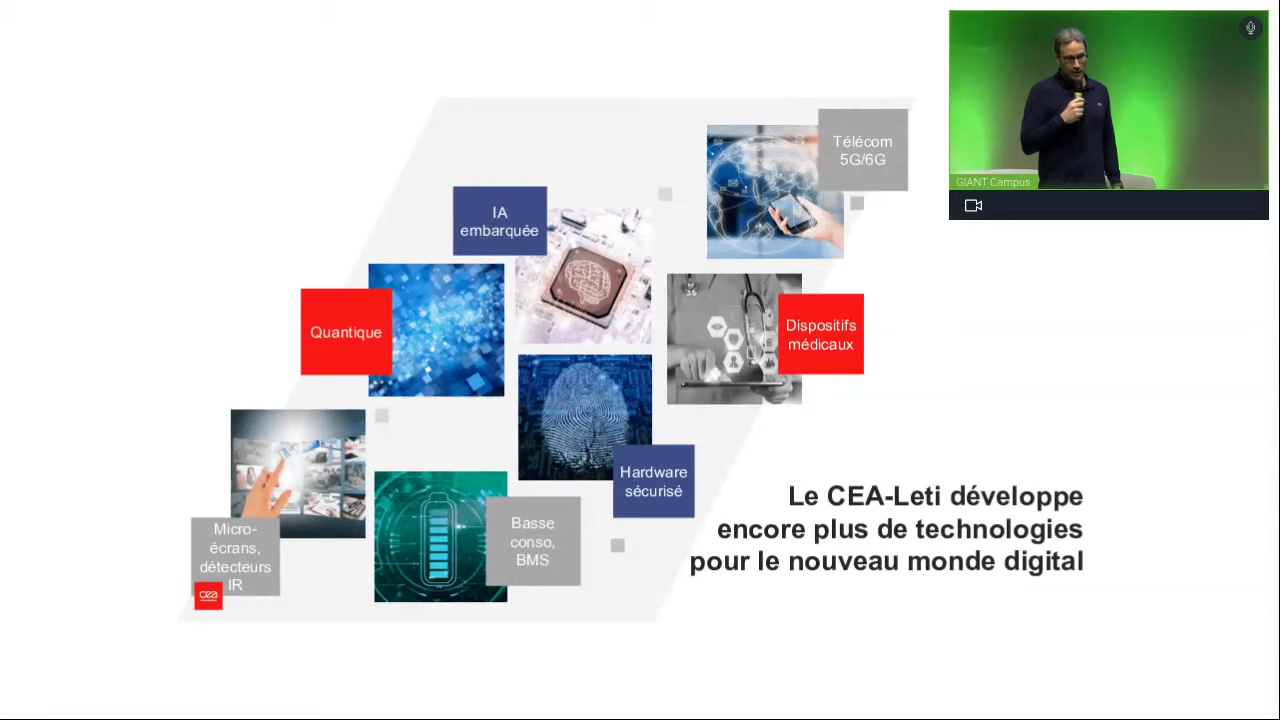 GIANT Campus
Télécom
5G/6G
IA
embarquée
Quantique
Dispositifs
médicaux
Hardware
sécurisé
Micro-
écrans,
détecteurs
IR
cea
Basse
conso,
BMS
Le CEA-Leti développe
encore plus de technologies
pour le nouveau monde digital